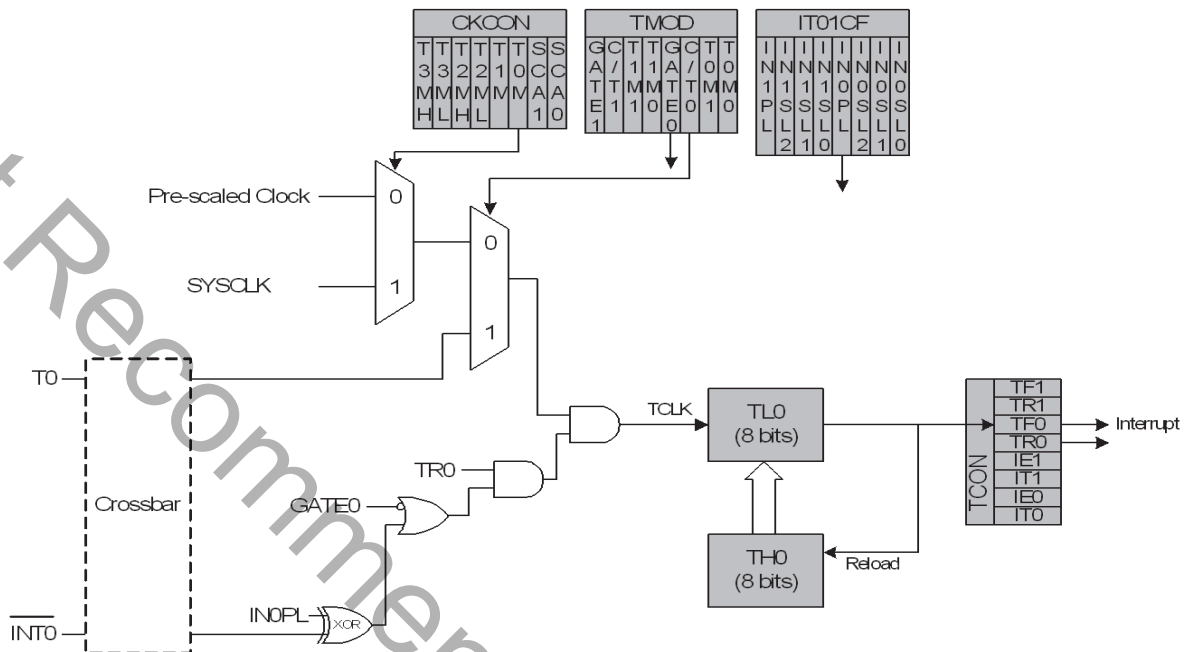 CKCON
T3MH T3ML T2MH T2ML T1M T0M SCA1 SCA0
TMOD
GATE1 C/T1 T1M1 T1M0 GATE0 C/T0 T0M1 T0M0
IT01CF
IN1PL IN1SL2 IN1SL1 IN1SL0 IN0PL IN0SL2 IN0SL1 IN0SL0
Pre-scaled Clock
0
SYSCLK
1
0
1
T0
Crossbar
INT0
GATE0
TR0
IN0PL
XOR
TCLK
TL0
(8 bits)
TH0
(8 bits)
Reload
TCON
TF1
TR1
TF0
TR0
IE1
IT1
IE0
IT0
Interrupt
Recommen